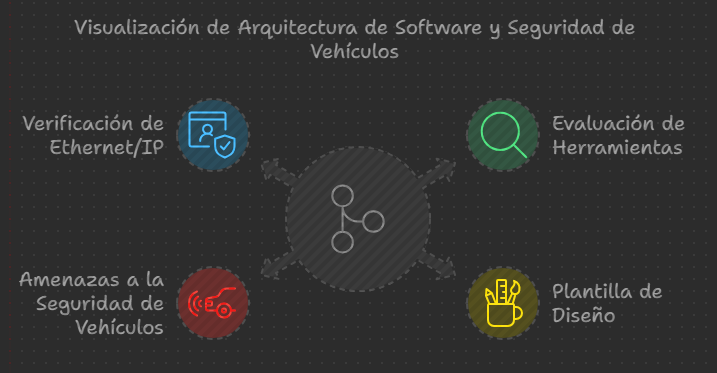 Visualización de Arquitectura de Software y Seguridad de
Vehículos
Verificación de
Ethernet/IP
Evaluación de
Herramientas
Amenazas a la
Seguridad de
Vehículos
Plantilla de
Diseño